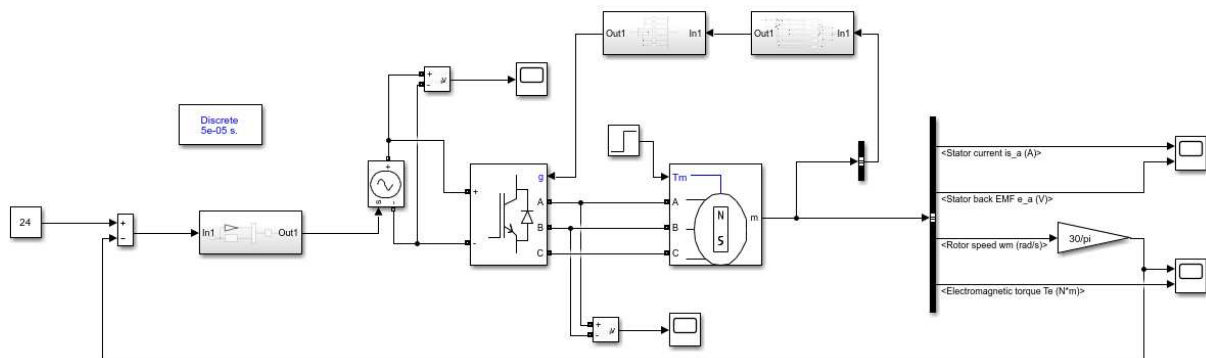 Out1
In1
Out1
In1
+
-
v
Discrete
5e-05 s.
+
s
-
g
+
-
A
B
C
Tm
A
B
C
m
N
S
<Stator current is_a (A)>
<Stator back EMF e_a (V)>
<Rotor speed wm (rad/s)>
<Electromagnetic torque Te (N*m)>
30/pi
24
+
-
In1
Out1
+
-
v